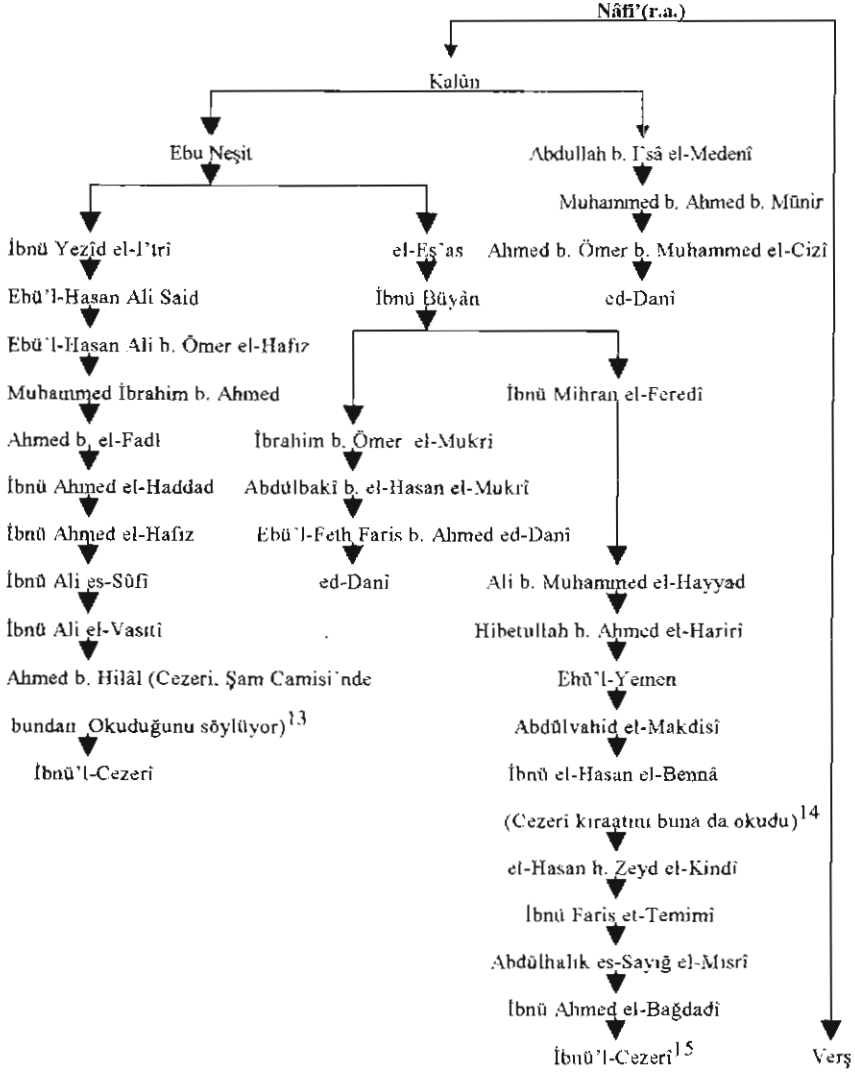 Nâfi'(r.a.)
Kalûn
Ebu Neşit
Abdullah b. I`sâ el-Medenî
Muhammed b. Ahmed b. Münir
İbnü Yezîd el-I'trî
el-Eş`as
Ahmed b. Ömer b. Muhammed el-Cizî
Ebü'l-Hasan Ali Said
İbnü Büyân
ed-Danî
Ebü`l-Hasan Ali b. Ömer el-Hafız
Muhammed İbrahim b. Ahmed
İbnü Mihran el-Feredî
Ahmed b. el-Fadl
İbrahim b. Ömer el-Mukrî
İbnü Ahmed el-Haddad
Abdülbakî b. el-Hasan el-Mukrî
İbnü Ahmed el-Hafız
Ebü`l-Feth Faris b. Ahmed ed-Danî
İbnü Ali es-Sûfî
ed-Danî
Ali b. Muhammed el-Hayyad
İbnü Ali el-Vasıtî
Hibetullah b. Ahmed el-Harirî
Ahmed b. Hilâl (Cezeri. Şam Camisi`nde
Ebü'l-Yemen
bundan Okuduğunu söylüyor)13
Abdülvahid el-Makdisî
İbnü'l-Cezerî
İbnü el-Hasan el-Bennâ
(Cezeri kıraatını buna da okudu)14
el-Hasan b. Zeyd el-Kindî
İbnü Faris et-Temimî
Abdülhalık es-Sayığ el-Mısrî
İbnü Ahmed el-Bağdadî
İbnü'l-Cezerî15
Verş